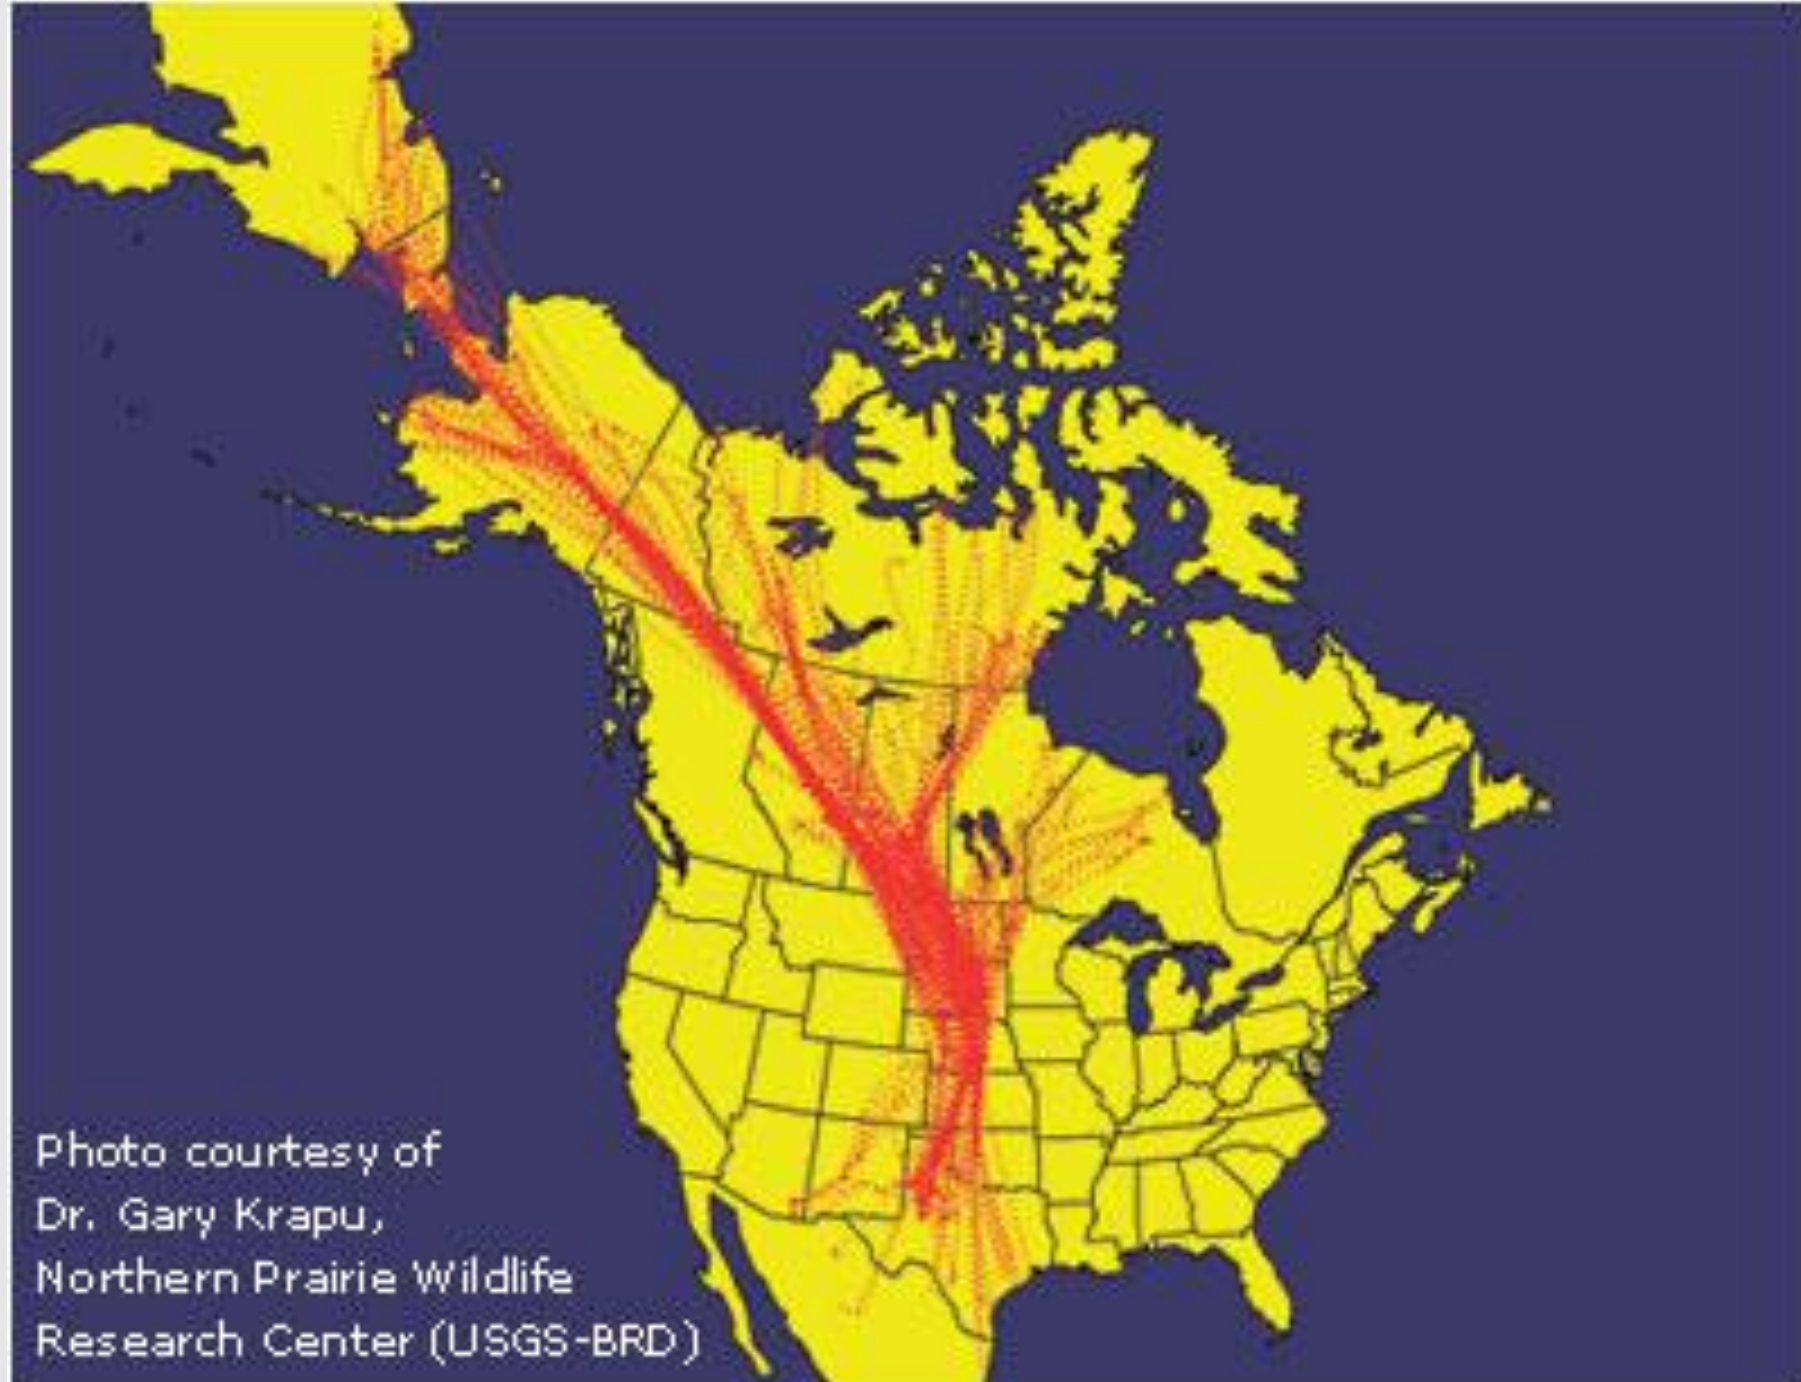 Photo courtesy of
Dr. Gary Krapu,
Northern Prairie Wildlife
Research Center (USGS-BRD)